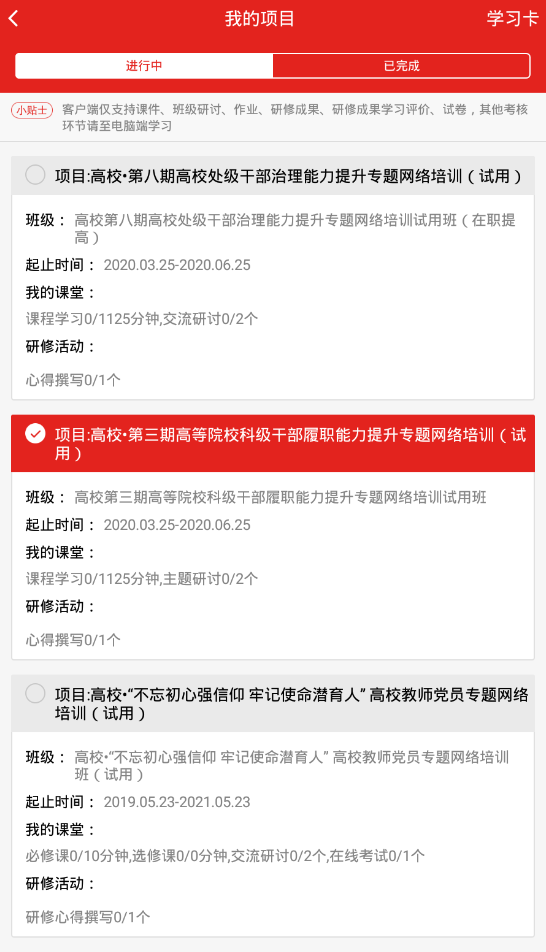 我的项目
学习卡
进行中
已完成
小贴士
客户端仅支持课件、班级研讨、作业、研修成果、研修成果学习评价、试卷，其他考核
环节请至电脑端学习
项目:高校•第八期高校处级干部治理能力提升专题网络培训（试用）
班级： 高校第八期高校处级干部治理能力提升专题网络培训试用班（在职提
高）
起止时间： 2020.03.25-2020.06.25
我的课堂：
课程学习0/1125分钟,交流研讨0/2个
研修活动：
心得撰写0/1个
项目:高校•第三期高等院校科级干部履职能力提升专题网络培训（试
用）
班级： 高校第三期高等院校科级干部履职能力提升专题网络培训试用班
起止时间： 2020.03.25-2020.06.25
我的课堂：
课程学习0/1125分钟,主题研讨0/2个
研修活动：
心得撰写0/1个
项目:高校•“不忘初心强信仰 牢记使命潜育人” 高校教师党员专题网络
培训（试用）
班级： 高校•“不忘初心强信仰 牢记使命潜育人” 高校教师党员专题网络培训
班（试用）
起止时间： 2019.05.23-2021.05.23
我的课堂：
必修课0/10分钟,选修课0/0分钟,交流研讨0/2个,在线考试0/1个
研修活动：
研修心得撰写0/1个